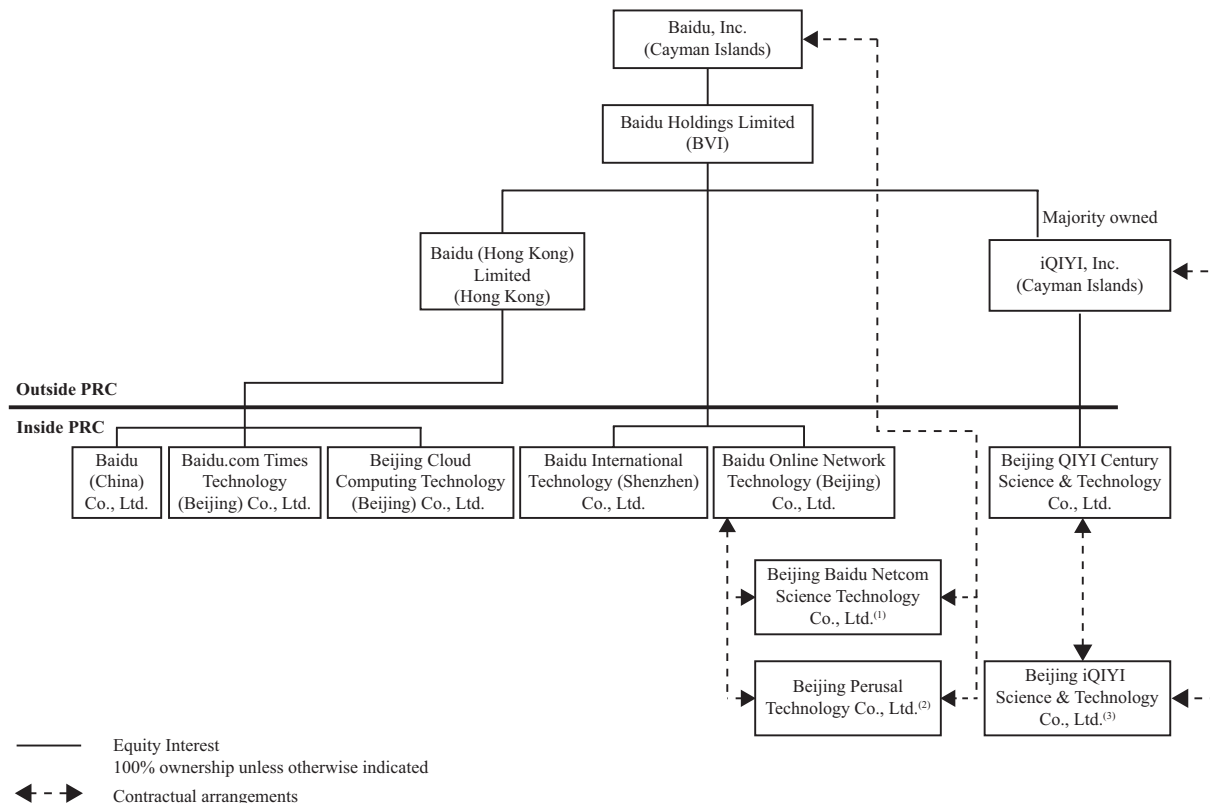 Baidu, Inc.
(Cayman Islands)
Baidu Holdings Limited
(BVI)
Majority owned
Baidu (Hong Kong)
Limited
(Hong Kong)
iQIYI, Inc.
(Cayman Islands)
Outside PRC
Inside PRC
Baidu
(China)
Co., Ltd.
Baidu.com Times
Technology
(Beijing) Co., Ltd.
Beijing Cloud
Computing Technology
(Beijing) Co., Ltd.
Baidu International
Technology (Shenzhen)
Co., Ltd.
Baidu Online Network
Technology (Beijing)
Co., Ltd.
Beijing QIYI Century
Science & Technology
Co., Ltd.
Beijing Baidu Netcom
Science Technology
Co., Ltd.(1)
Beijing Perusal
Technology Co., Ltd.(2)
Beijing iQIYI
Science & Technology
Co., Ltd.(3)
Equity Interest
100% ownership unless otherwise indicated
Contractual arrangements